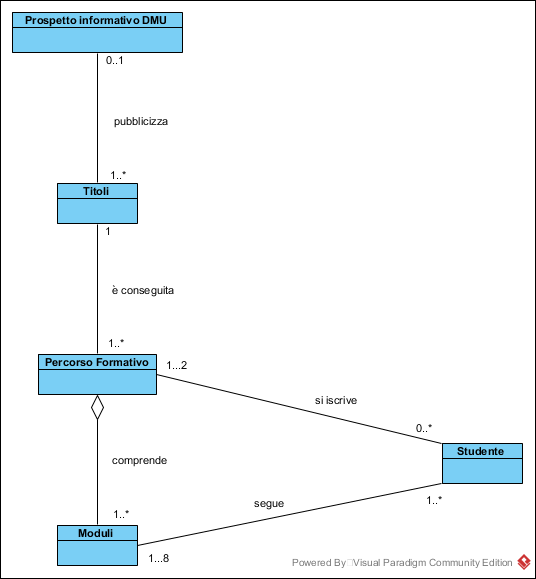 Prospetto informativo DMU
0..1
pubblicizza
1..*
Titoli
1
è conseguita
1..*
Percorso Formativo
1...2
si iscrive
0..*
Studente
comprende
segue
1..*
1..*
Moduli
1...8
Powered By Visual Paradigm Community Edition